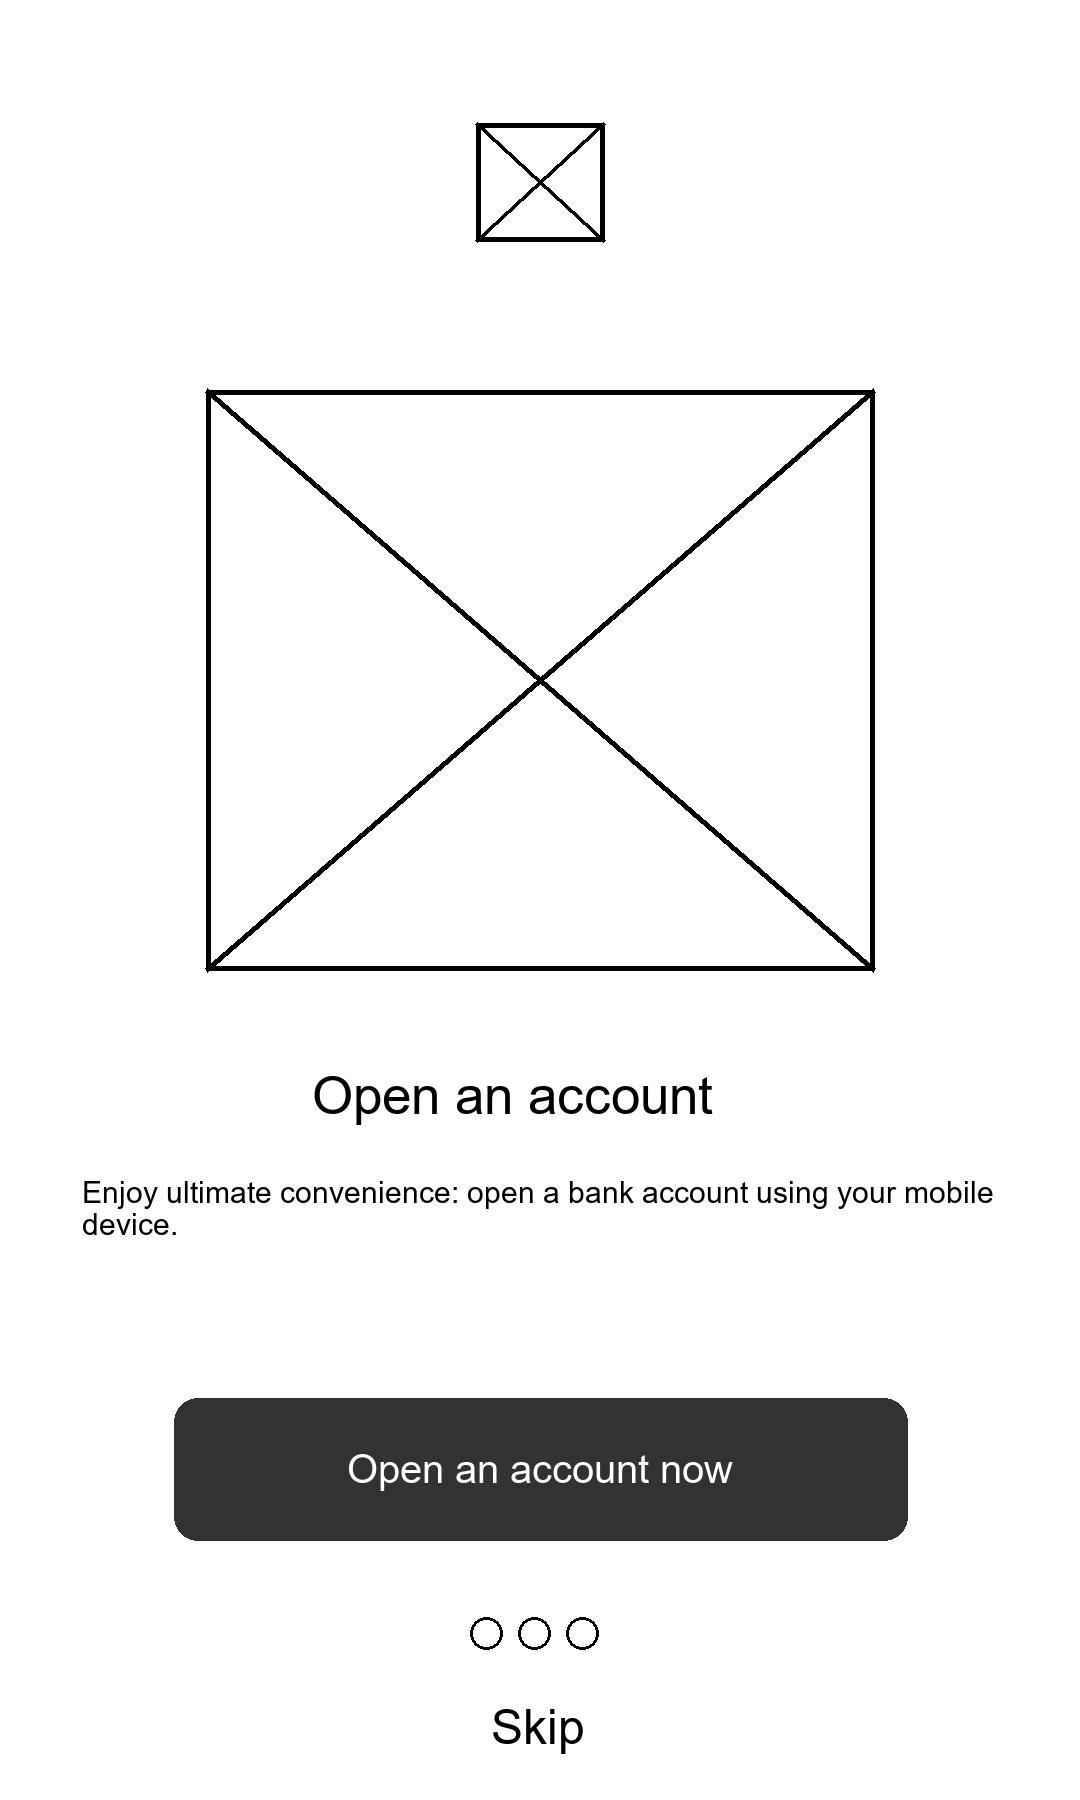 Open an account
Enjoy ultimate convenience: open a bank account using your mobile
device.
Open an account now
Skip